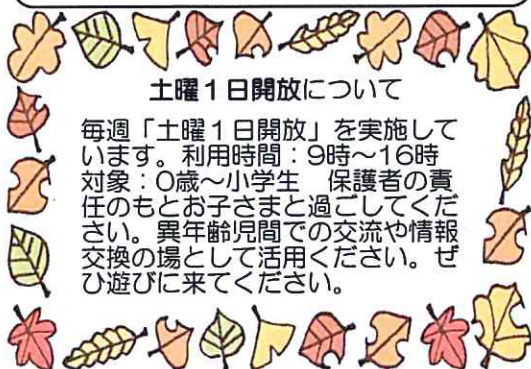 土曜1日開放について
毎週「土曜1日開放」を実施して
います。利用時間：9時～16時
対象：0歳～小学生　保護者の責
任のもとお子さまと過ごしてくだ
さい。異年齢児間での交流や情報
交換の場として活用ください。ぜ
ひ遊びに来てください。